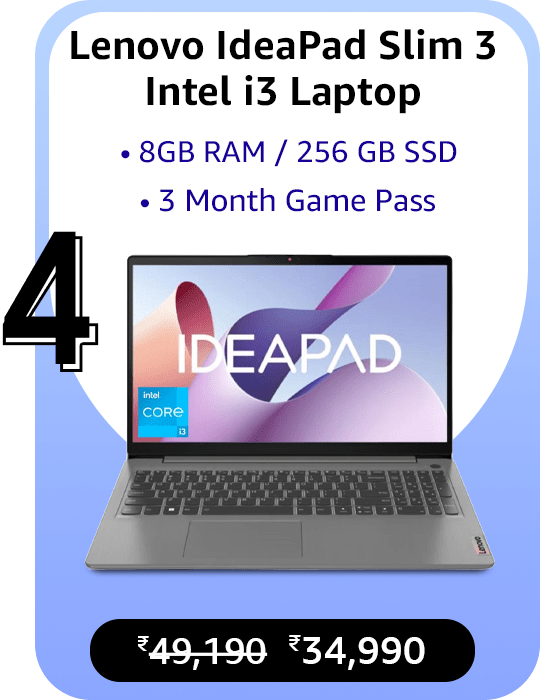 Lenovo IdeaPad Slim 3
Intel i3 Laptop
• 8GB RAM / 256 GB SSD
• 3 Month Game Pass
4
IDEAPAD
intel
CORE
i3
Lenovo
₹49,190 ₹34,990